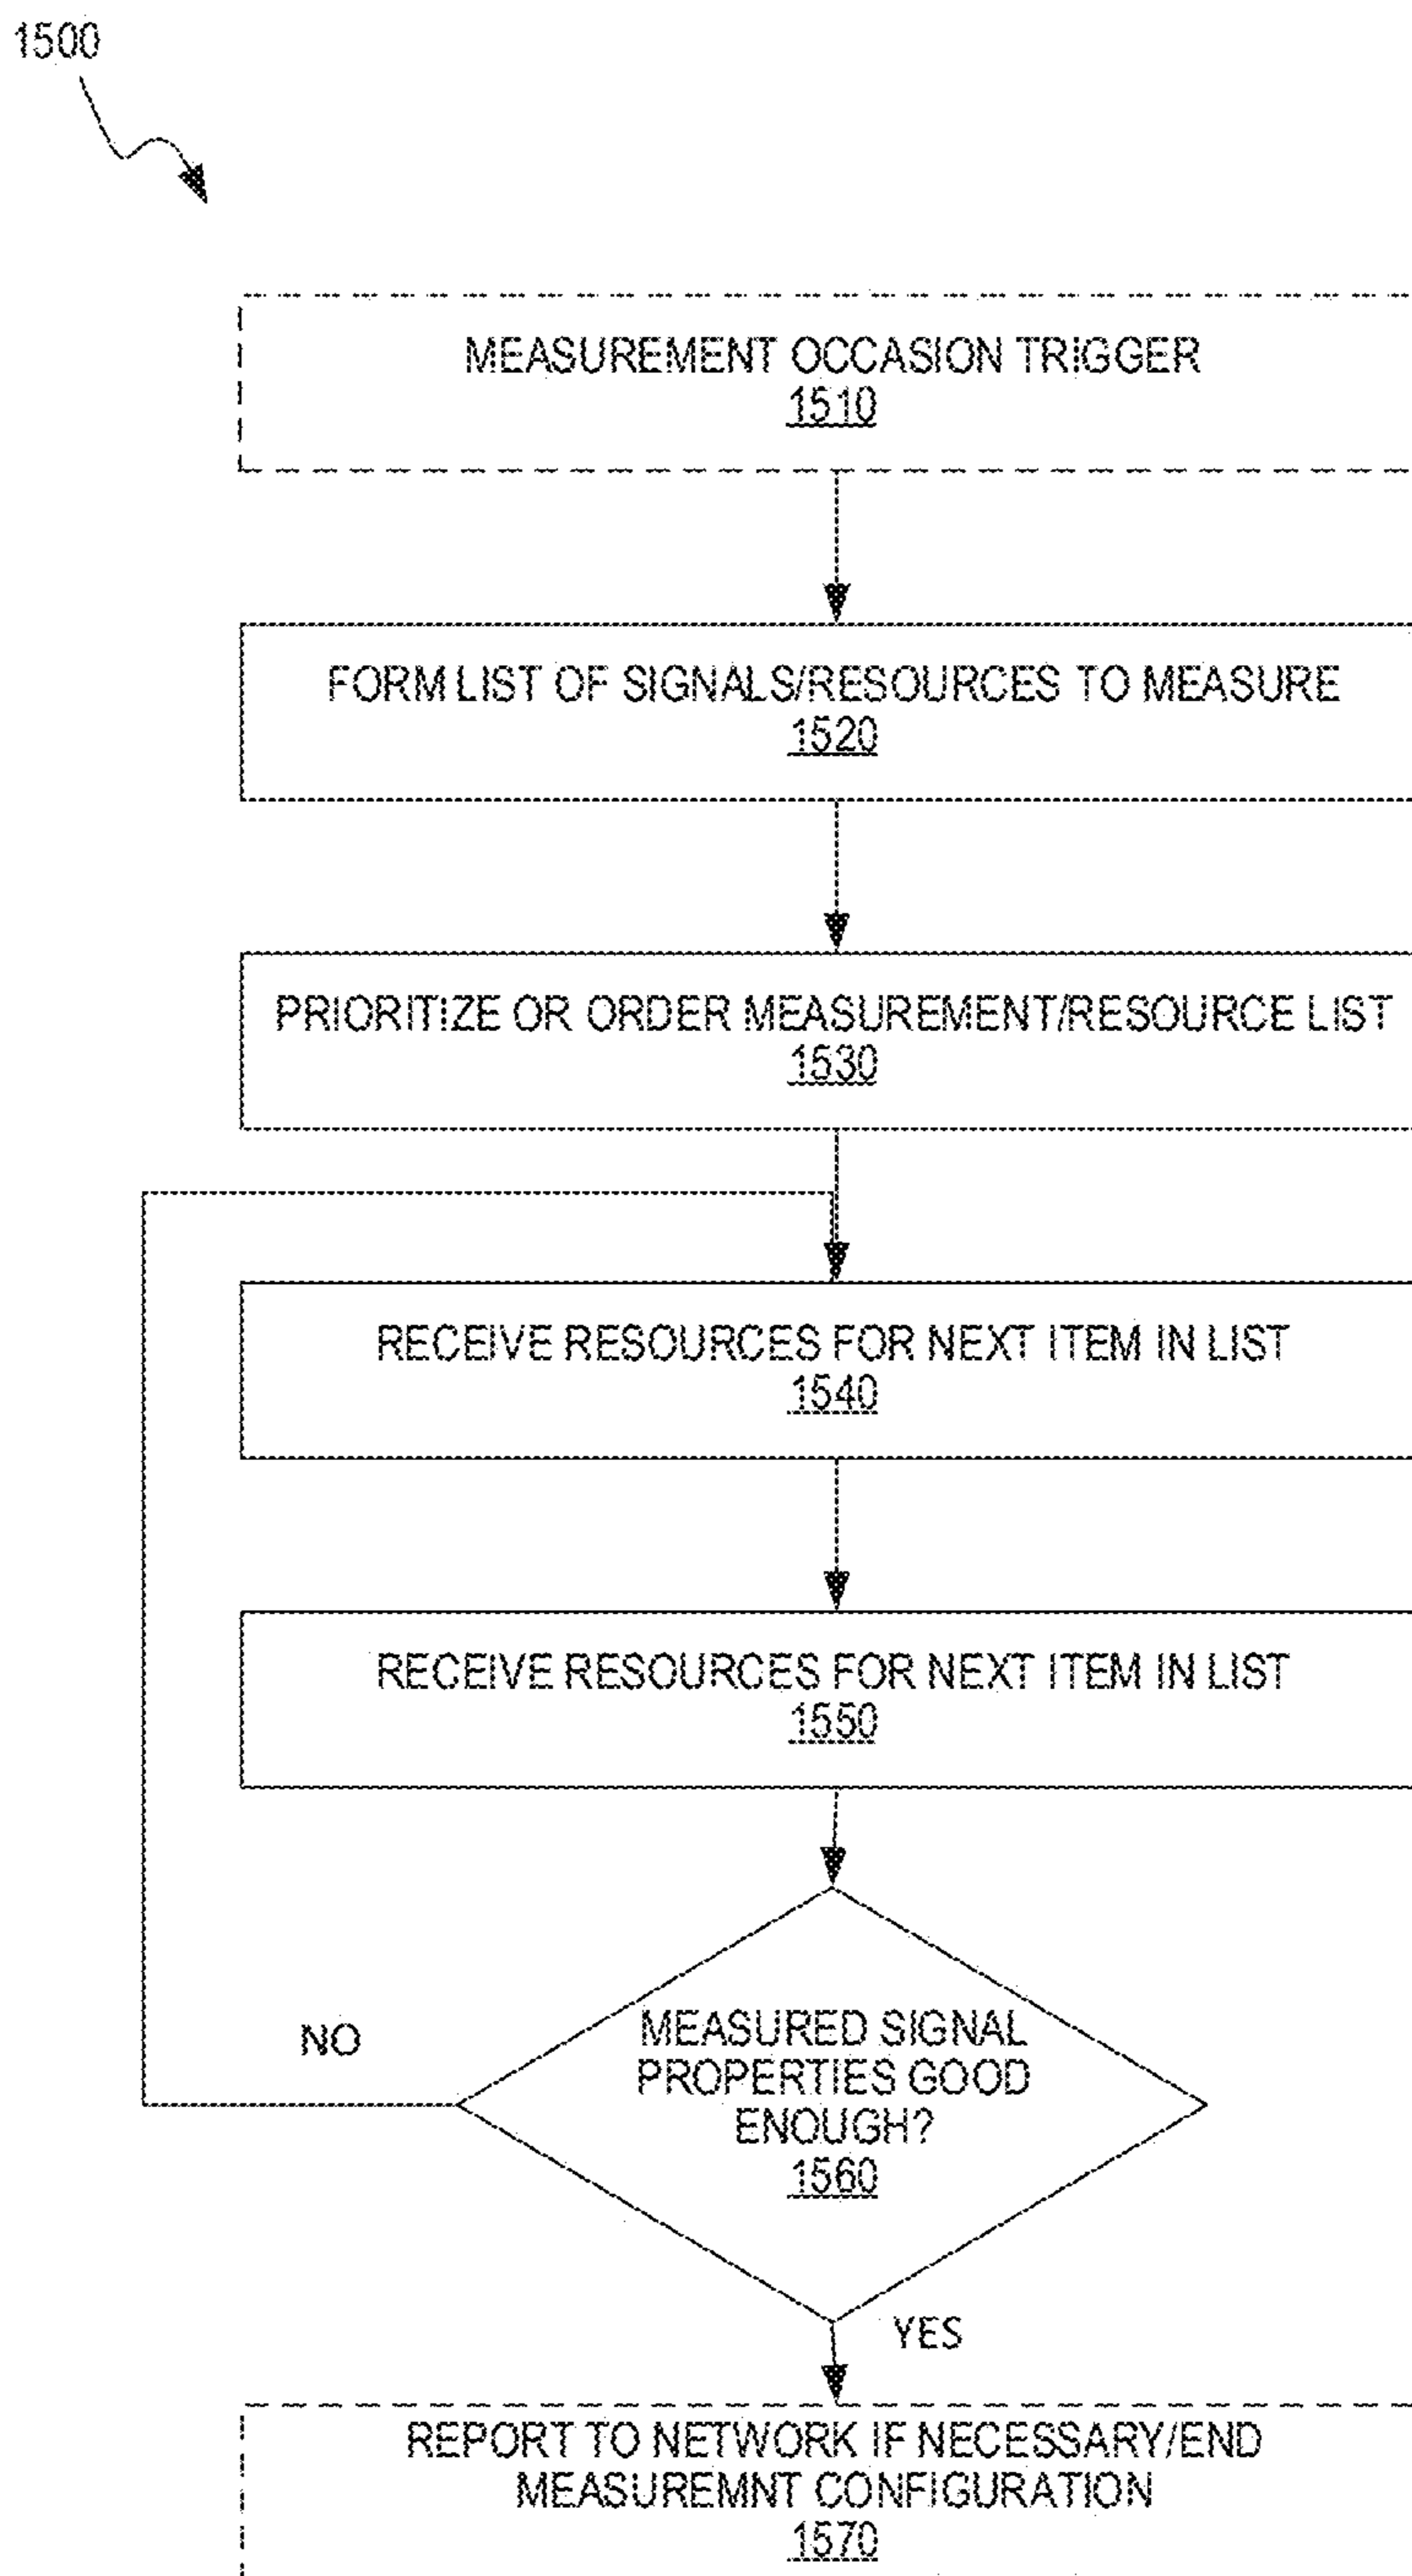 1500
MEASUREMENT OCCASION TRIGGER
1510
FORM LIST OF SIGNALS/RESOURCES TO MEASURE
1520
PRIORITIZE OR ORDER MEASUREMENT/RESOURCE LIST
1530
RECEIVE RESOURCES FOR NEXT ITEM IN LIST
1540
RECEIVE RESOURCES FOR NEXT ITEM IN LIST
1550
MEASURED SIGNAL
PROPERTIES GOOD
ENOUGH?
1560
NO
YES
REPORT TO NETWORK IF NECESSARY/END
MEASUREMNT CONFIGURATION
1570